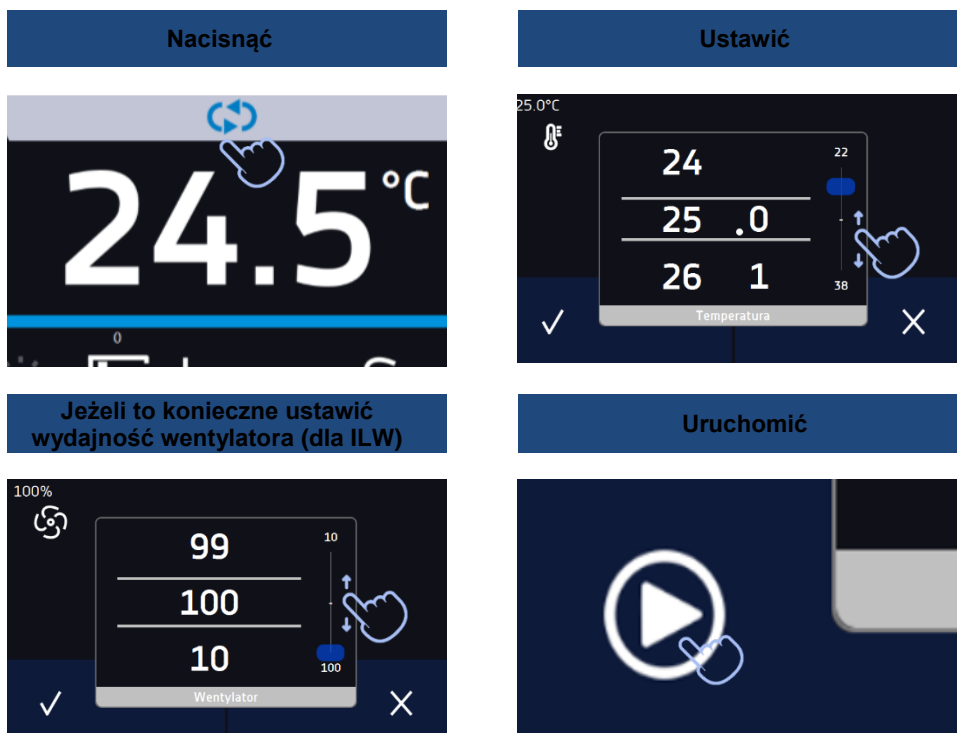 Nacisnąć
Ustawić
24.5°C
0
25.0°C
24
22
25 .0
26 1
38
Temperatura
Jeżeli to konieczne ustawić
wydajność wentylatora (dla ILW)
Uruchomić
100%
99
10
100
10
100
Wentylator